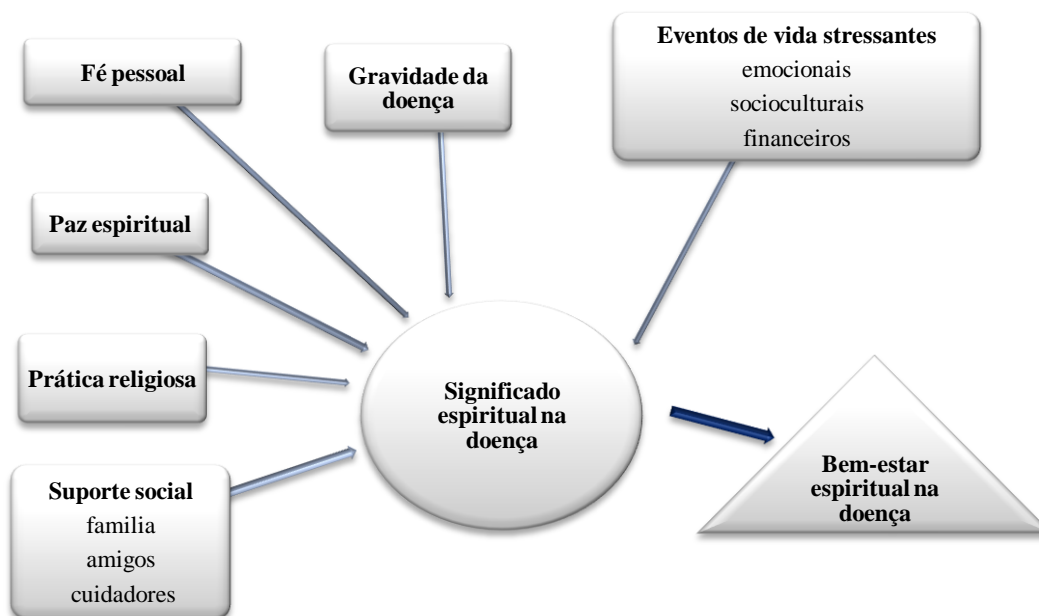 Fé pessoal
Gravidade da
doença
Eventos de vida stressantes
emocionais
socioculturais
financeiros
Paz espiritual
Prática religiosa
Suporte social
familia
amigos
cuidadores
Significado
espiritual na
doença
Bem-estar
espiritual na
doença